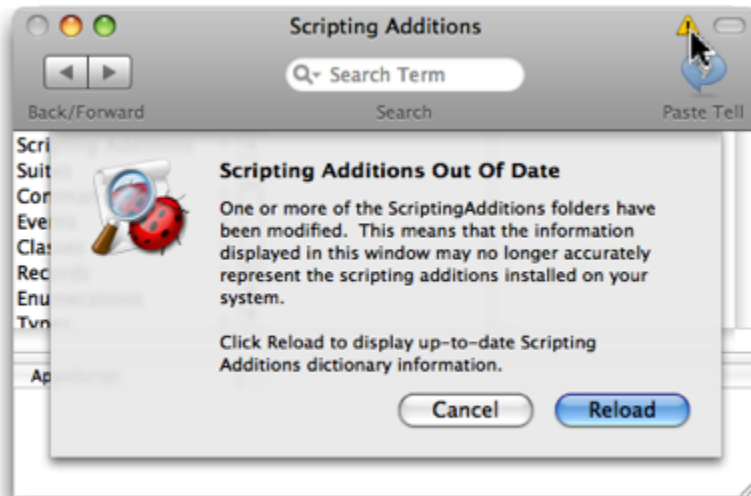 Scripting Additions
Search Term
Back/Forward
Search
Paste Tell
Scripting Additions
Scripting Additions Out Of Date
One or more of the ScriptingAdditions folders have
been modified. This means that the information
displayed in this window may no longer accurately
represent the scripting additions installed on your
system.
Click Reload to display up-to-date Scripting
Additions dictionary information.
Cancel
Reload